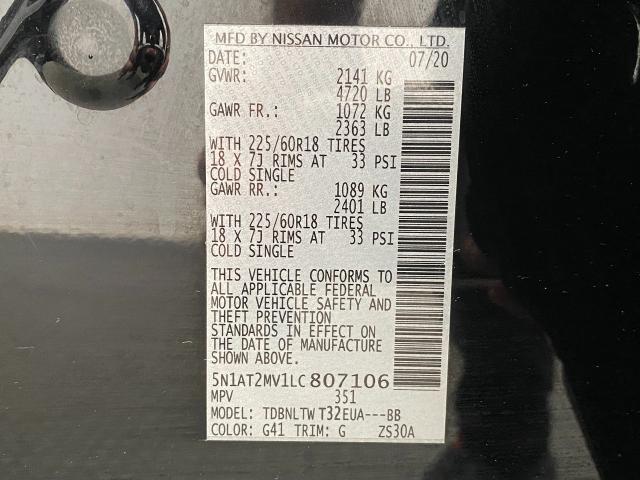 MFD BY NISSAN MOTOR CO., LTD.
DATE: 07/20
GVWR: 2141 KG
4720 LB
GAWR FR.: 1072 KG
2363 LB
WITH 225/60R18 TIRES
18 X 7J RIMS AT 33 PSI
COLD SINGLE
GAWR RR.: 1089 KG
2401 LB
WITH 225/60R18 TIRES
18 X 7J RIMS AT 33 PSI
COLD SINGLE
THIS VEHICLE CONFORMS TO
ALL APPLICABLE FEDERAL
MOTOR VEHICLE SAFETY AND
THEFT PREVENTION
STANDARDS IN EFFECT ON
THE DATE OF MANUFACTURE
SHOWN ABOVE.
5N1AT2MV1LC807106
MPV 351
MODEL: TDBNLTW T32EUA---BB
COLOR: G41 TRIM: G ZS30A